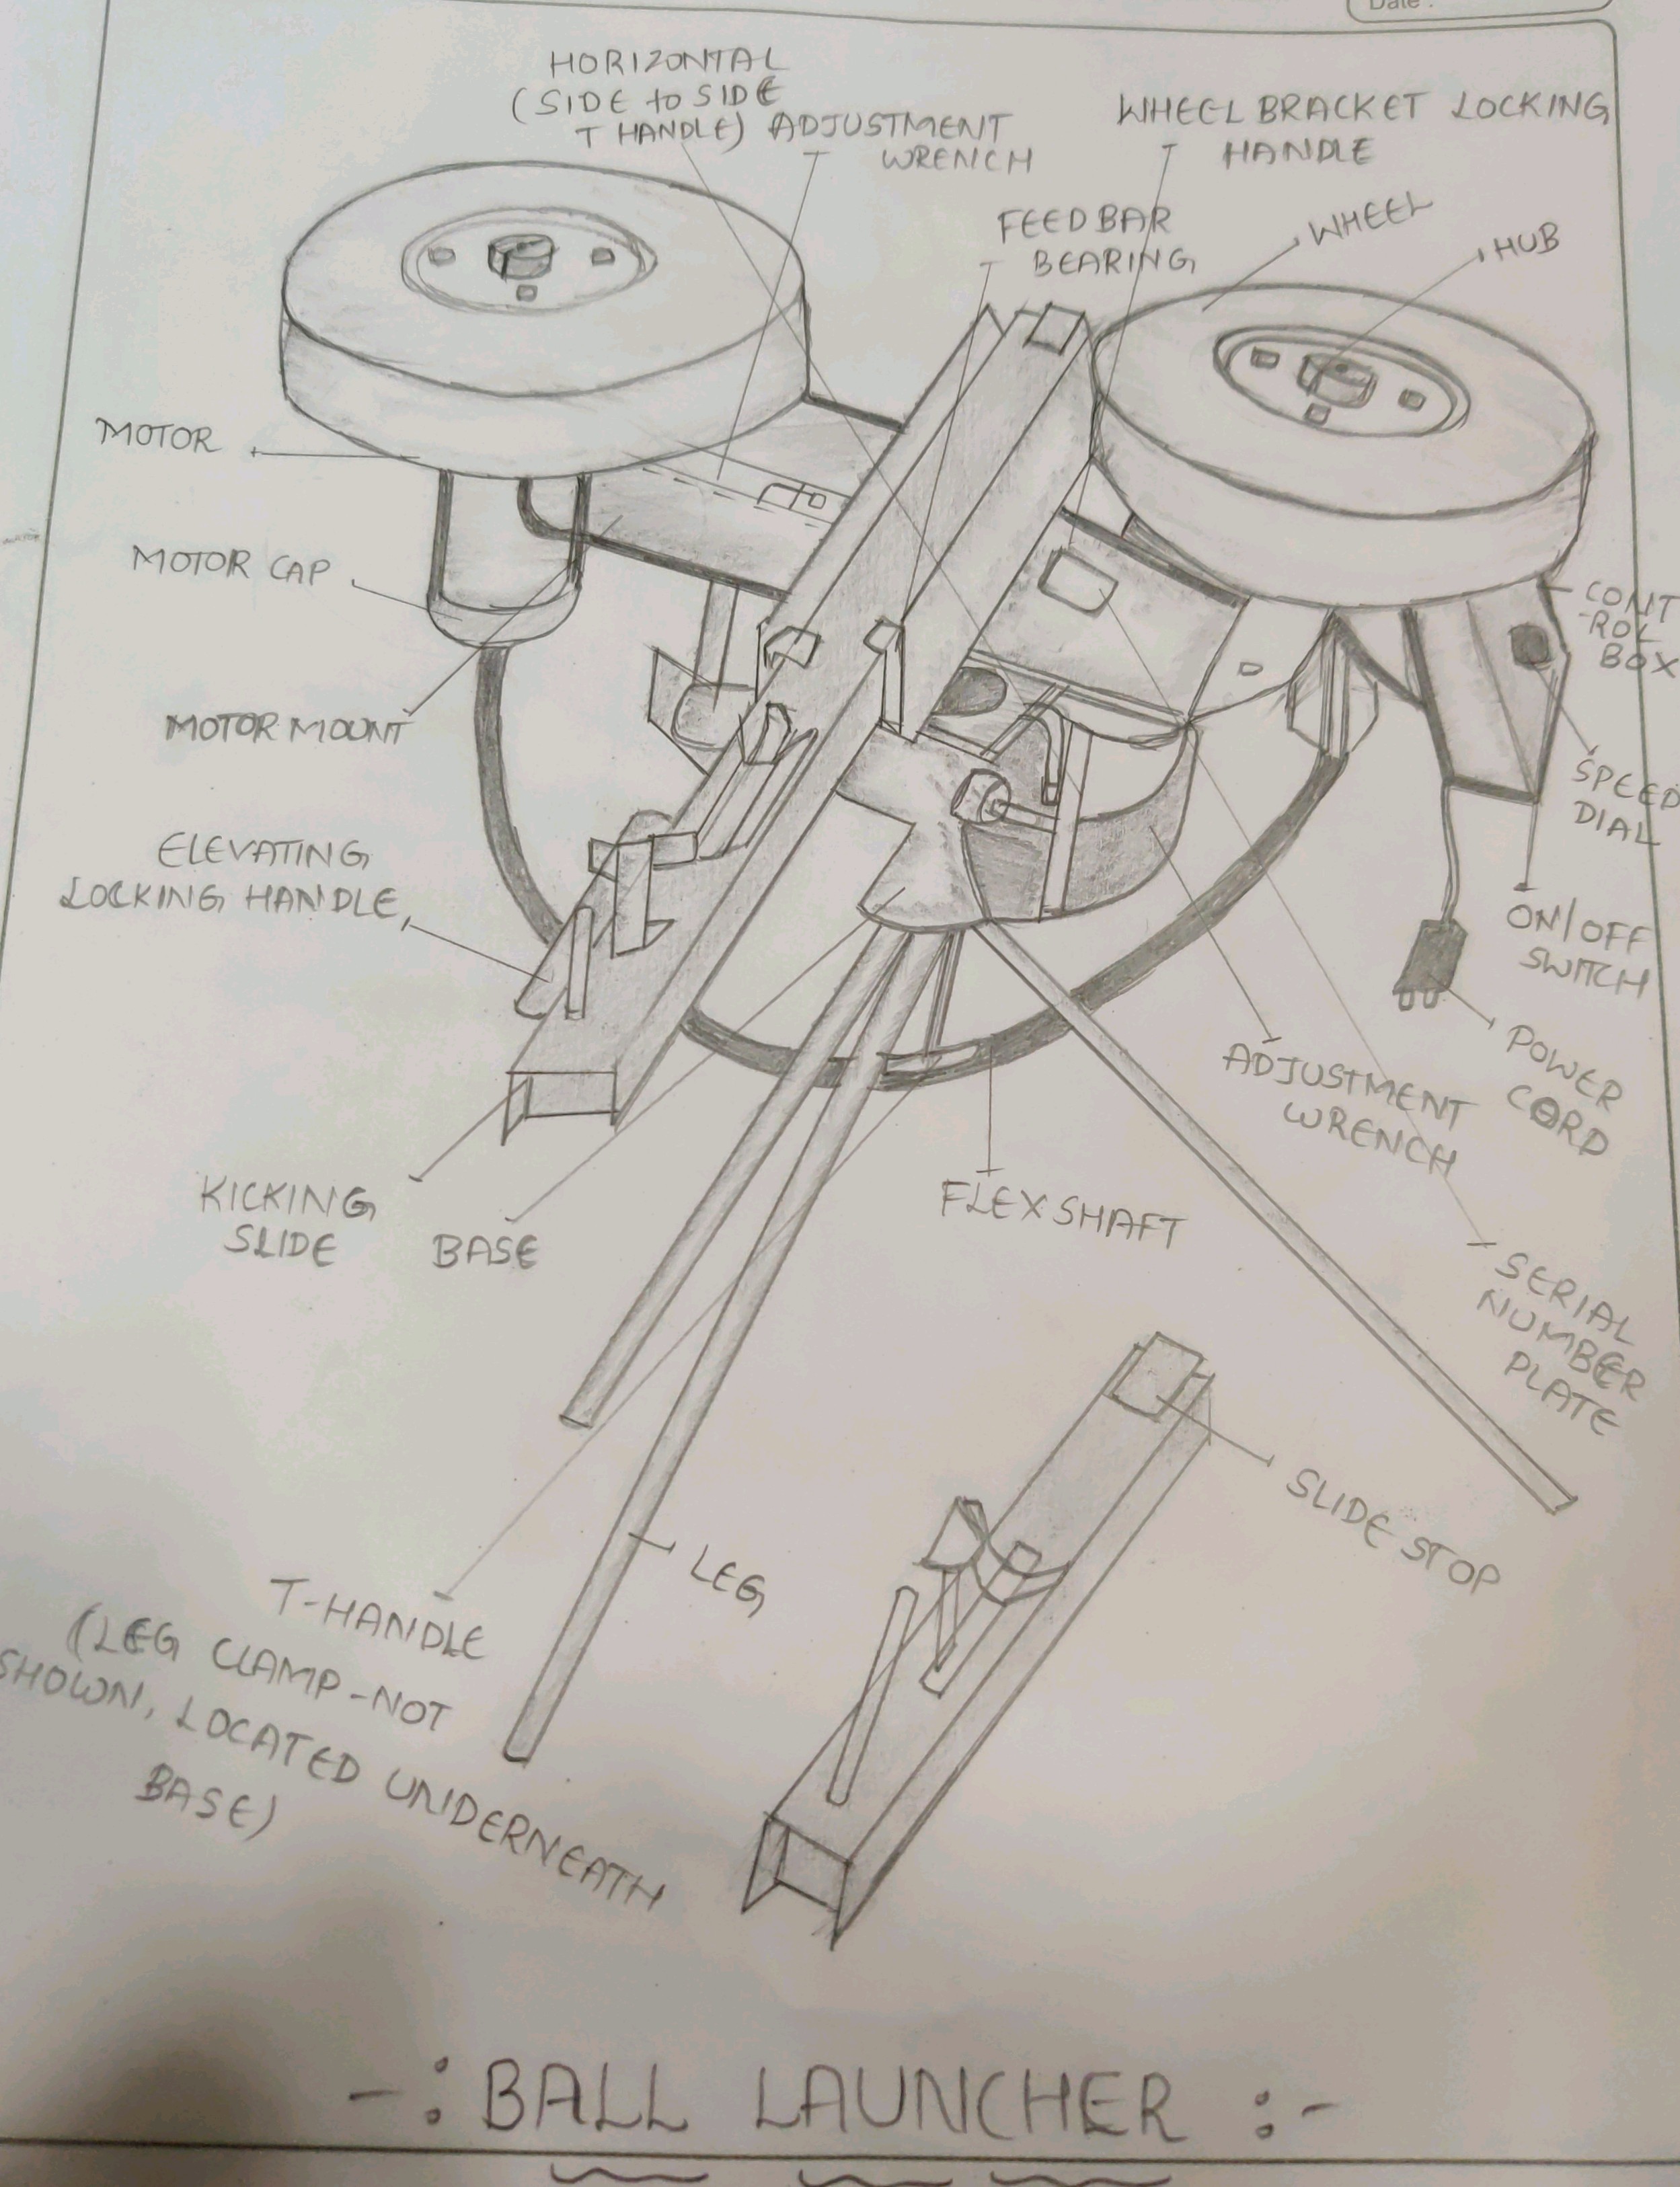 Date :
HORIZONTAL
(SIDE to SIDE
T HANDLE)
ADJUSTMENT
WRENCH
WHEEL BRACKET LOCKING
HANDLE
FEED BAR
BEARING
WHEEL
HUB
MOTOR
MOTOR CAP
MOTOR MOUNT
ELEVATING
LOCKING HANDLE
CONT
-ROL
BOX
SPEED
DIAL
ON/OFF
SWITCH
POWER
CORD
ADJUSTMENT
WRENCH
FLEX SHAFT
KICKING
SLIDE
BASE
SERIAL
NUMBER
PLATE
SLIDE STOP
LEG
T-HANDLE
(LEG CLAMP-NOT
SHOWN, LOCATED UNDERNEATH
BASE)
-: BALL LAUNCHER :-